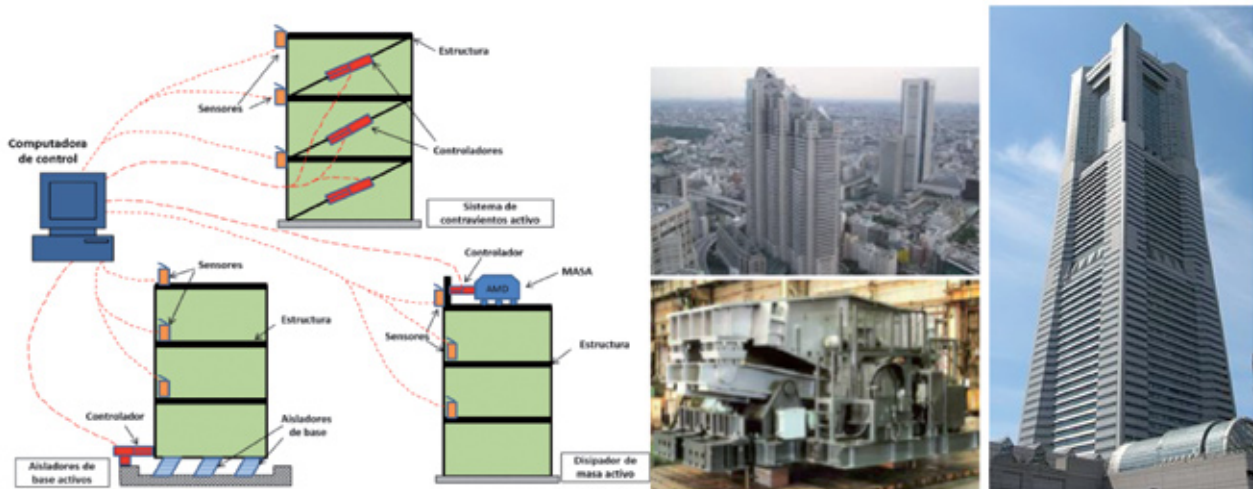 Estructura
Sensores
Controladores
Computadora
de control
Sistema de
contravientos activo
Sensores
Estructura
Controlador
Aisladores
de base
Aisladores de
base activos
Controlador
MASA
AMD
Sensores
Estructura
Disipador de
masa activo